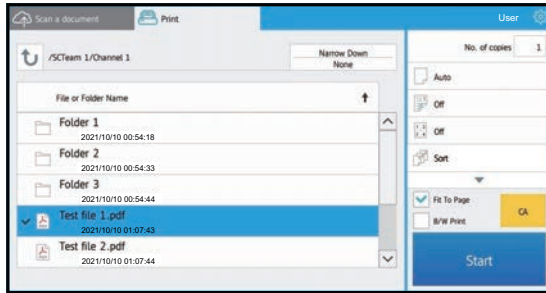 Scan a document
Print
User
/SCTeam 1/Channel 1
Narrow Down
None
File or Folder Name
Folder 1
2021/10/10 00:54:18
Folder 2
2021/10/10 00:54:33
Folder 3
2021/10/10 00:54:44
Test file 1.pdf
2021/10/10 01:07:43
Test file 2.pdf
2021/10/10 01:07:44
No. of copies 1
Auto
Off
Off
Sort
Fit To Page
B/W Print
CA
Start